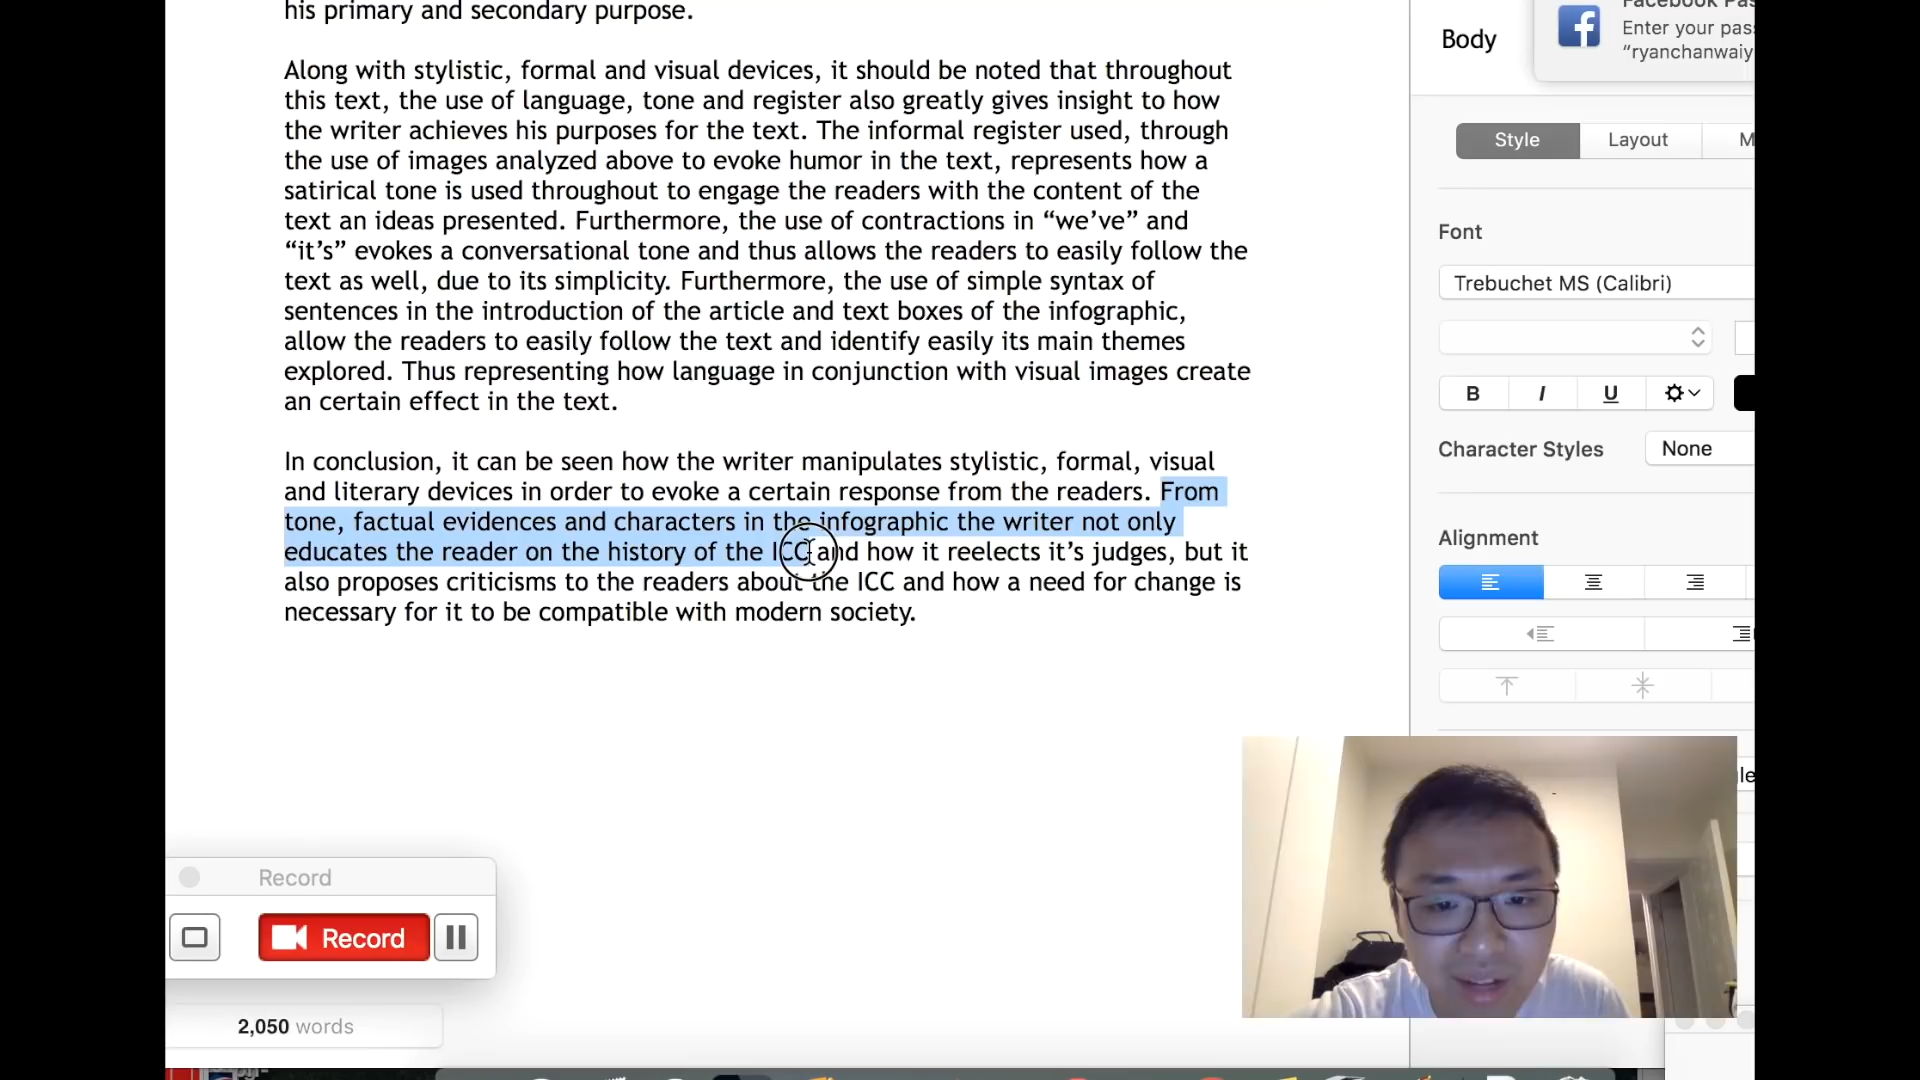 his primary and secondary purpose.
Along with stylistic, formal and visual devices, it should be noted that throughout
this text, the use of language, tone and register also greatly gives insight to how
the writer achieves his purposes for the text. The informal register used, through
the use of images analyzed above to evoke humor in the text, represents how a
satirical tone is used throughout to engage the readers with the content of the
text an ideas presented. Furthermore, the use of contractions in “we’ve” and
“it’s” evokes a conversational tone and thus allows the readers to easily follow the
text as well, due to its simplicity. Furthermore, the use of simple syntax of
sentences in the introduction of the article and text boxes of the infographic,
allow the readers to easily follow the text and identify easily its main themes
explored. Thus representing how language in conjunction with visual images create
an certain effect in the text.
In conclusion, it can be seen how the writer manipulates stylistic, formal, visual
and literary devices in order to evoke a certain response from the readers. From
tone, factual evidences and characters in the infographic the writer not only
educates the reader on the history of the ICC and how it reelects it’s judges, but it
also proposes criticisms to the readers about the ICC and how a need for change is
necessary for it to be compatible with modern society.
Record
Record
2,050 words
Body
Facebook
Enter your
“ryanchanwaiy
Style Layout M
Font
Trebuchet MS (Calibri)
B I U
Character Styles None
Alignment